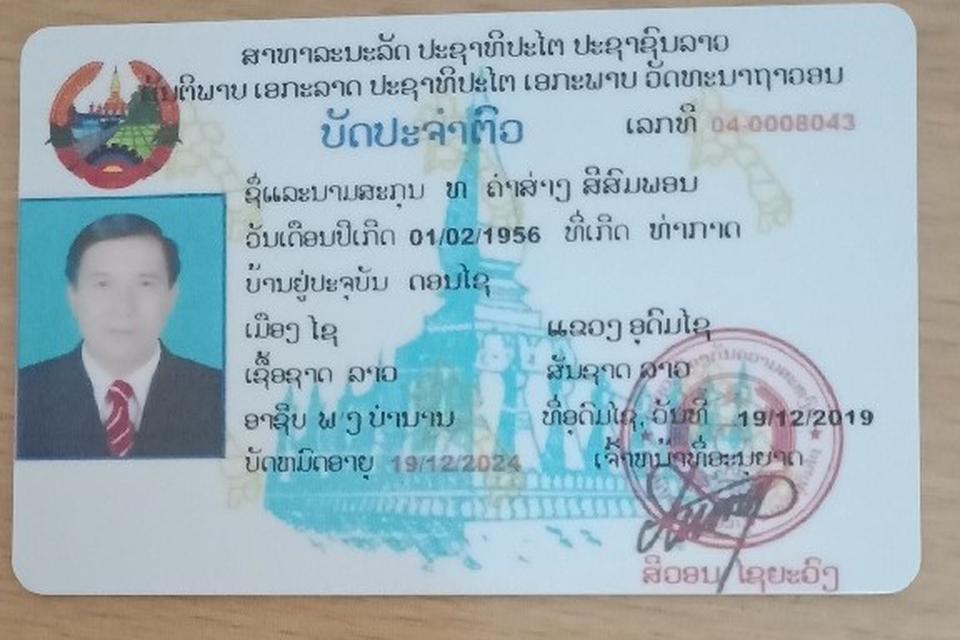 ສາທາລະນະລັດ ປະຊາທິປະໄຕ ປະຊາຊົນລາວ
ສັນຕິພາບ ເອກະລາດ ປະຊາທິປະໄຕ ເອກະພາບ ວັດທະນາຖາວອນ
ບັດປະຈຳຕົວ ເລກທີ 04-0008043
ຊື່ແລະນາມສະກຸນ ທ ຄຳສ່າງ ສີສົມພອນ
ວັນເດືອນປີເກີດ 01/02/1956 ທີ່ເກີດ ທ່າກາດ
ບ້ານຢູ່ປະຈຸບັນ ດອນໄຊ
ເມືອງ ໄຊ ແຂວງ ອຸດົມໄຊ
ເຊື້ອຊາດ ລາວ ສັນຊາດ ລາວ
ອາຊີບ ພ ງ ບຳນານ ທີ່ອຸດົມໄຊ, ວັນທີ 19/12/2019
ບັດຫມົດອາຍຸ 19/12/2024 ເຈົ້າຫນ້າທີ່ອະນຸຍາດ
ສີວອນ ໄຊຍະວົງ